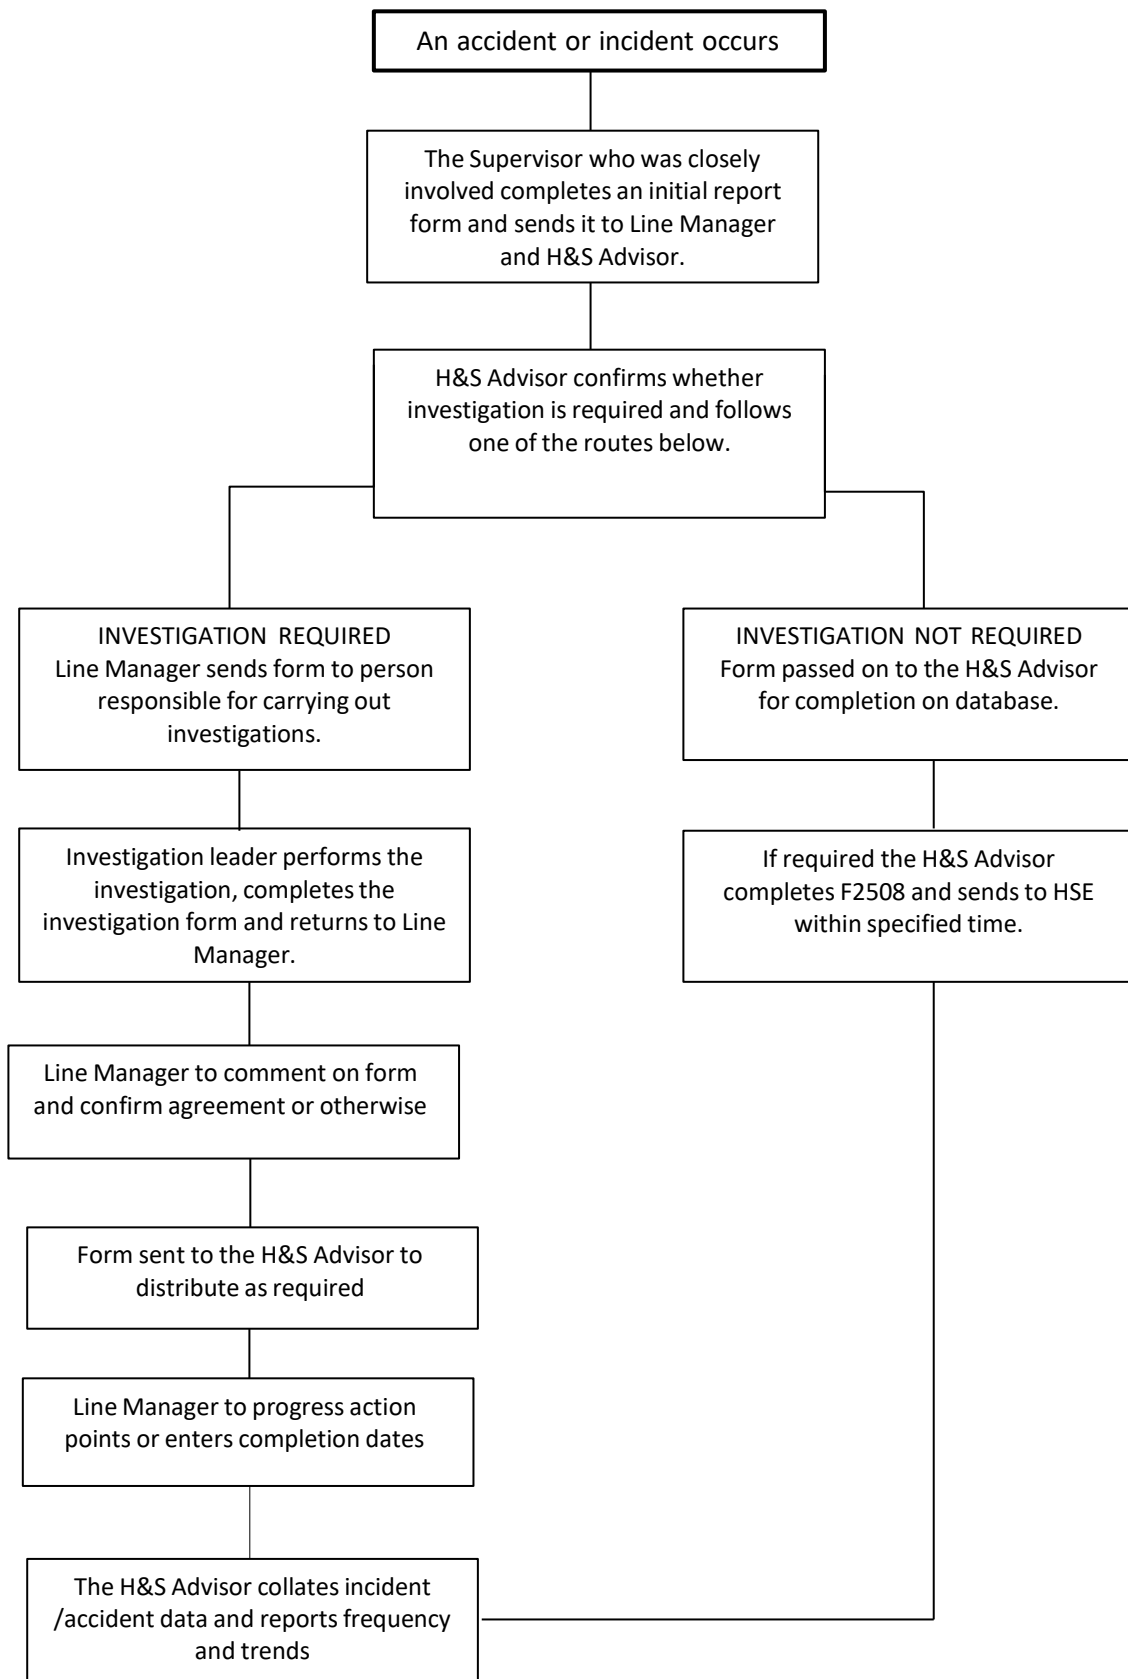 An accident or incident occurs
The Supervisor who was closely
involved completes an initial report
form and sends it to Line Manager
and H&S Advisor.
H&S Advisor confirms whether
investigation is required and follows
one of the routes below.
INVESTIGATION REQUIRED
Line Manager sends form to person
responsible for carrying out
investigations.
INVESTIGATION NOT REQUIRED
Form passed on to the H&S Advisor
for completion on database.
Investigation leader performs the
investigation, completes the
investigation form and returns to Line
Manager.
If required the H&S Advisor
completes F2508 and sends to HSE
within specified time.
Line Manager to comment on form
and confirm agreement or otherwise
Form sent to the H&S Advisor to
distribute as required
Line Manager to progress action
points or enters completion dates
The H&S Advisor collates incident
/accident data and reports frequency
and trends